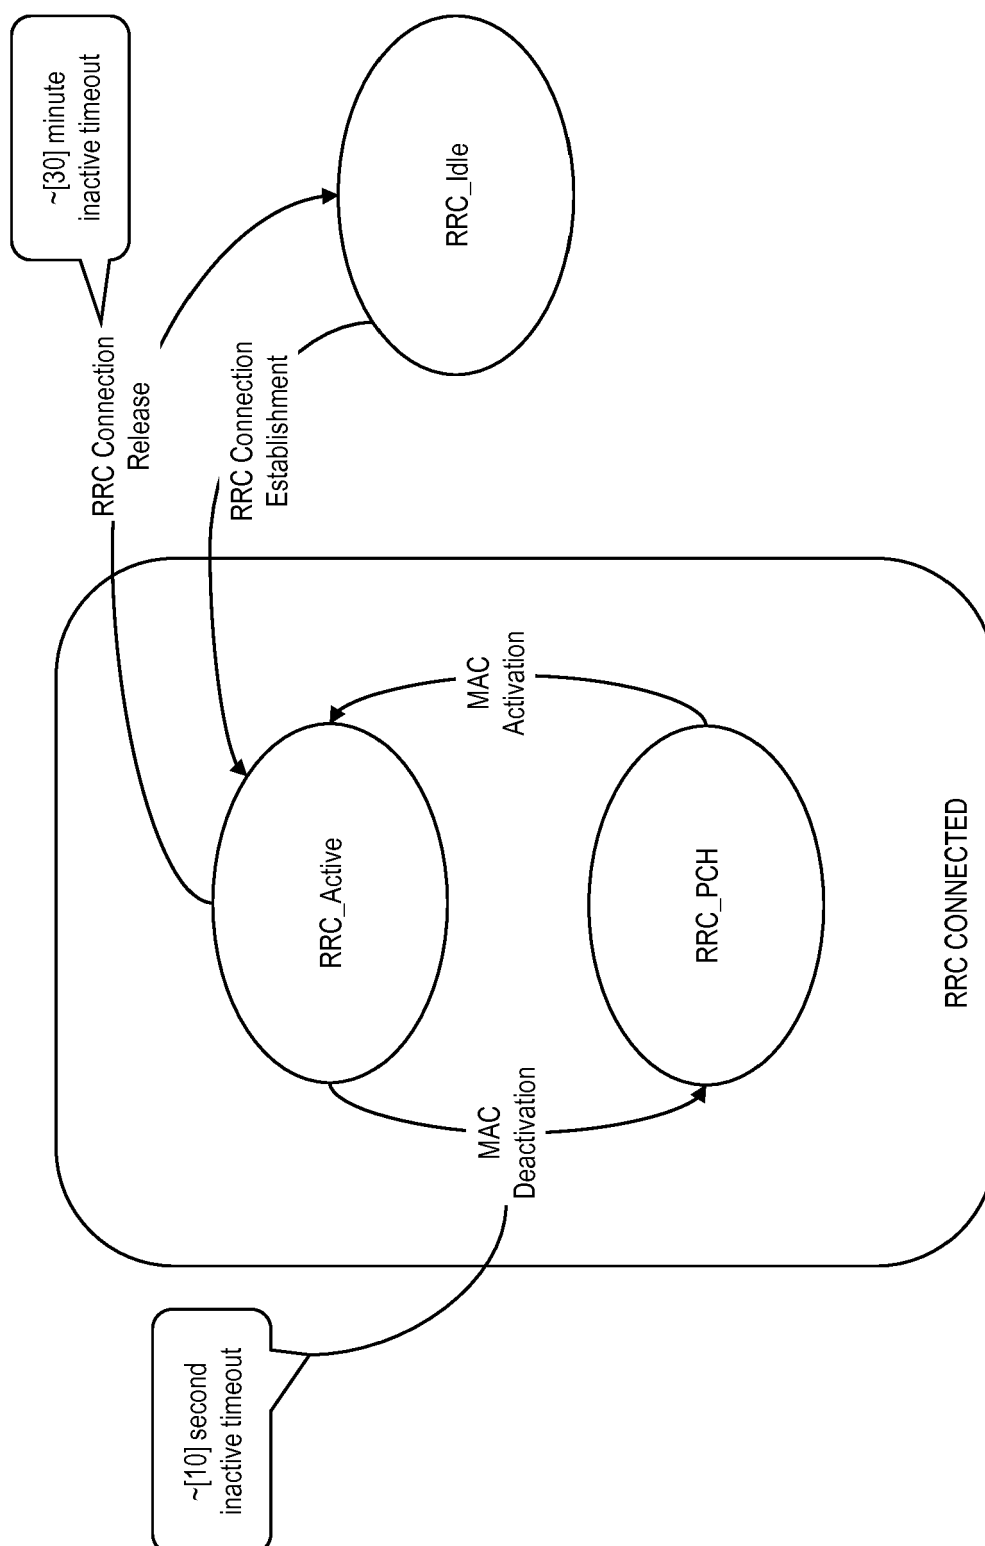 ~[10] second
inactive timeout
MAC
Deactivation
RRC_Active
RRC_PCH
MAC
Activation
RRC CONNECTED
RRC Connection
Release
RRC Connection
Establishment
~[30] minute
inactive timeout
RRC_Idle